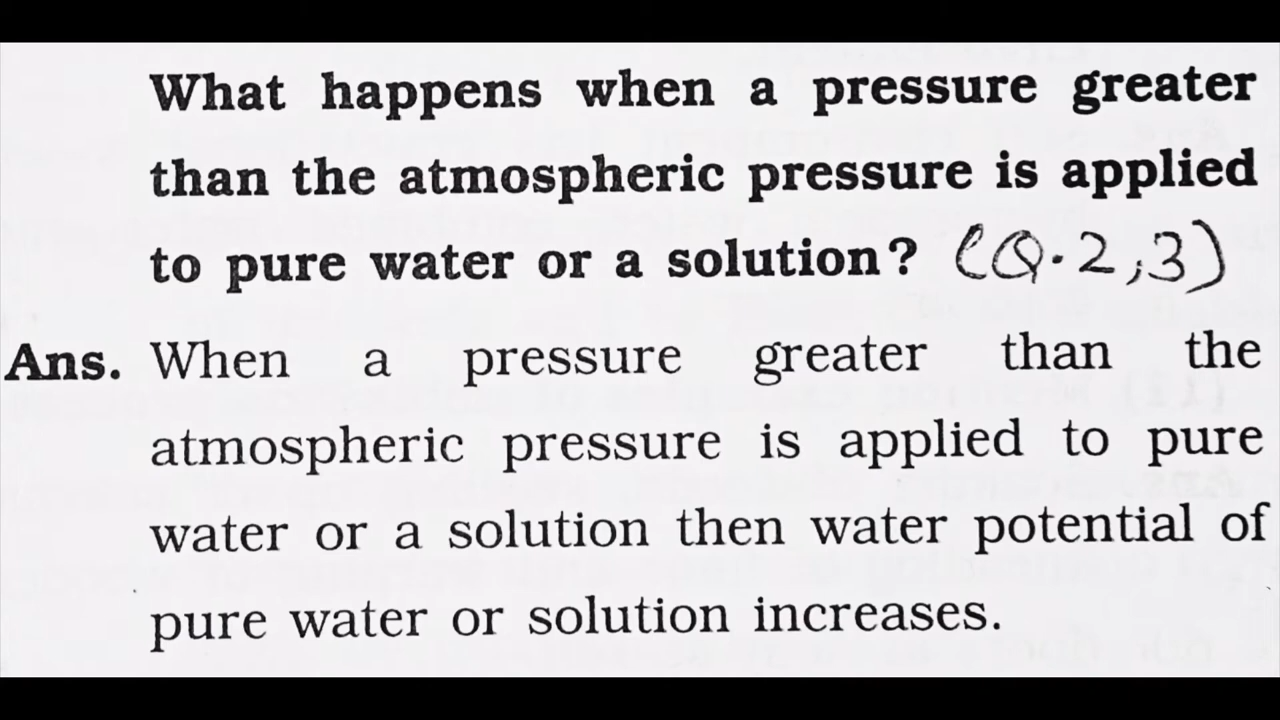 What happens when a pressure greater
than the atmospheric pressure is applied
to pure water or a solution? (Q.2,3)
Ans. When a pressure greater than the
atmospheric pressure is applied to pure
water or a solution then water potential of
pure water or solution increases.